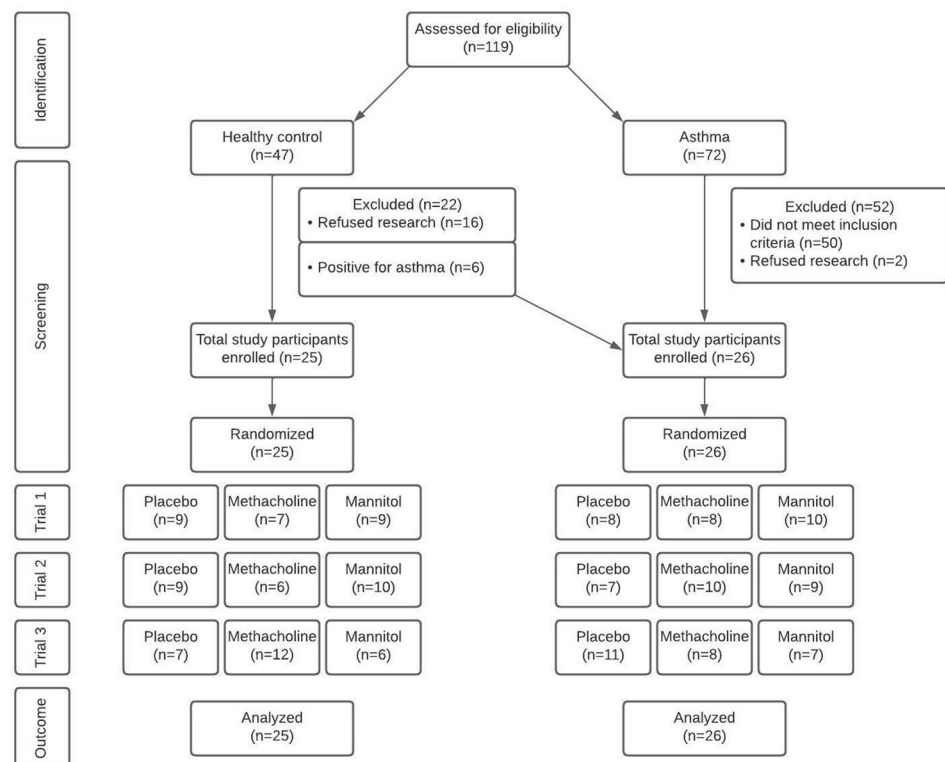 Identification
Assessed for eligibility
(n=119)
Healthy control
(n=47)
Asthma
(n=72)
Screening
Excluded (n=22)
• Refused research (n=16)
• Positive for asthma (n=6)
Excluded (n=52)
• Did not meet inclusion
criteria (n=50)
• Refused research (n=2)
Total study participants
enrolled (n=25)
Total study participants
enrolled (n=26)
Randomized
(n=25)
Randomized
(n=26)
Trial 1
Placebo
(n=9)
Methacholine
(n=7)
Mannitol
(n=9)
Placebo
(n=8)
Methacholine
(n=8)
Mannitol
(n=10)
Trial 2
Placebo
(n=9)
Methacholine
(n=6)
Mannitol
(n=10)
Placebo
(n=7)
Methacholine
(n=10)
Mannitol
(n=9)
Trial 3
Placebo
(n=7)
Methacholine
(n=12)
Mannitol
(n=6)
Placebo
(n=11)
Methacholine
(n=8)
Mannitol
(n=7)
Outcome
Analyzed
(n=25)
Analyzed
(n=26)